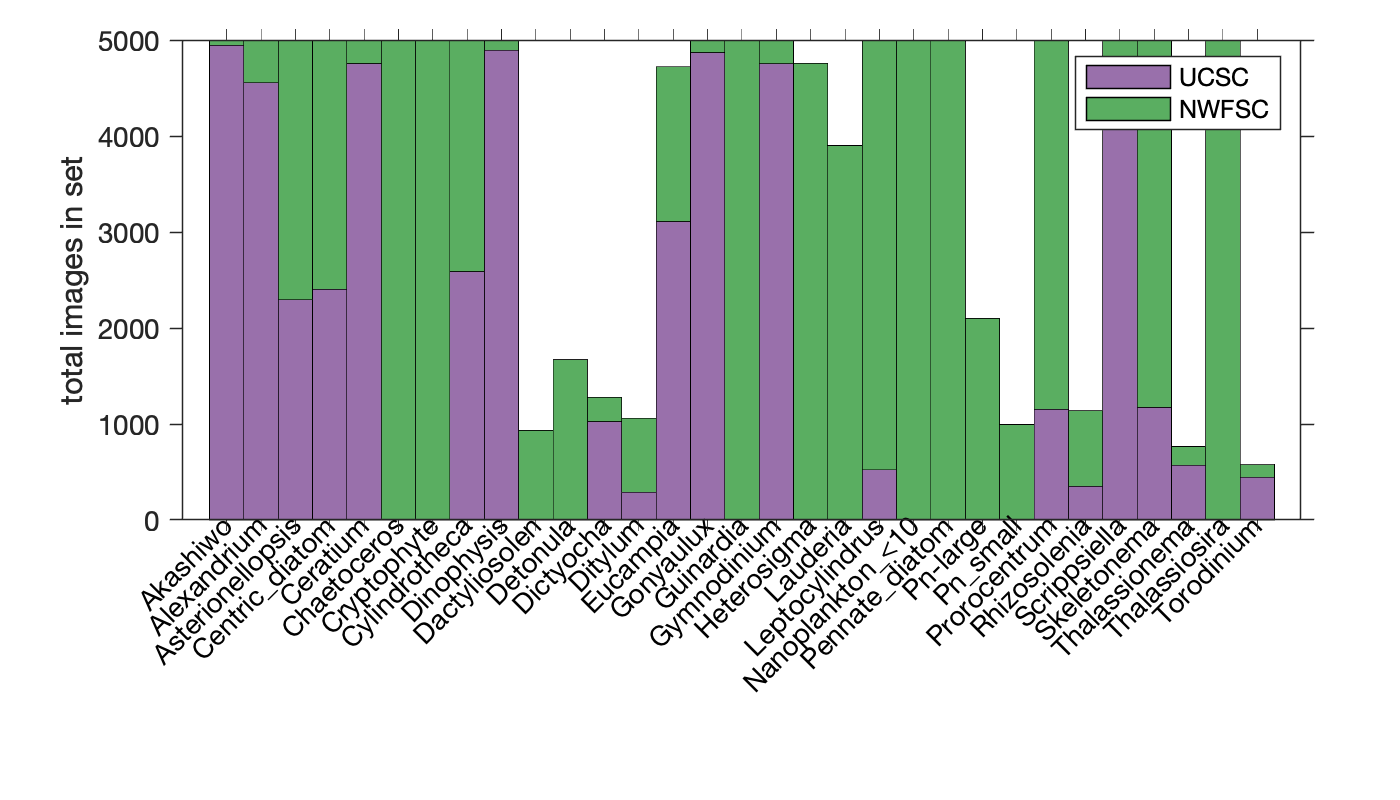 5000
4000
3000
2000
1000
0
total images in set
UCSC
NWFSC
Akashiwo
Alexandrium
Asterionellopsis
Centric_diatom
Ceratium
Chaetoceros
Cryptophyte
Cylindrotheca
Dinophysis
Dactyliosolen
Detonula
Dictyocha
Ditylum
Eucampia
Gonyaulux
Guinardia
Gymnodinium
Heterosigma
Lauderia
Leptocylindrus
Nanoplankton_<10
Pennate_diatom
Pn-large
Pn_small
Prorocentrum
Rhizosolenia
Scrippsiella
Skeletonema
Thalassionema
Thalassiosira
Torodinium